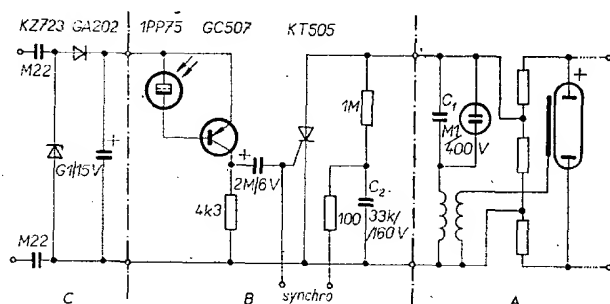 KZ723 GA202 1PP75 GC507 KT505
M22
G1/15V
+
+
2M/6V
4k3
1M
100
C2
33k/
/160V
C1
M1
400V
+
M22
synchro
C B A